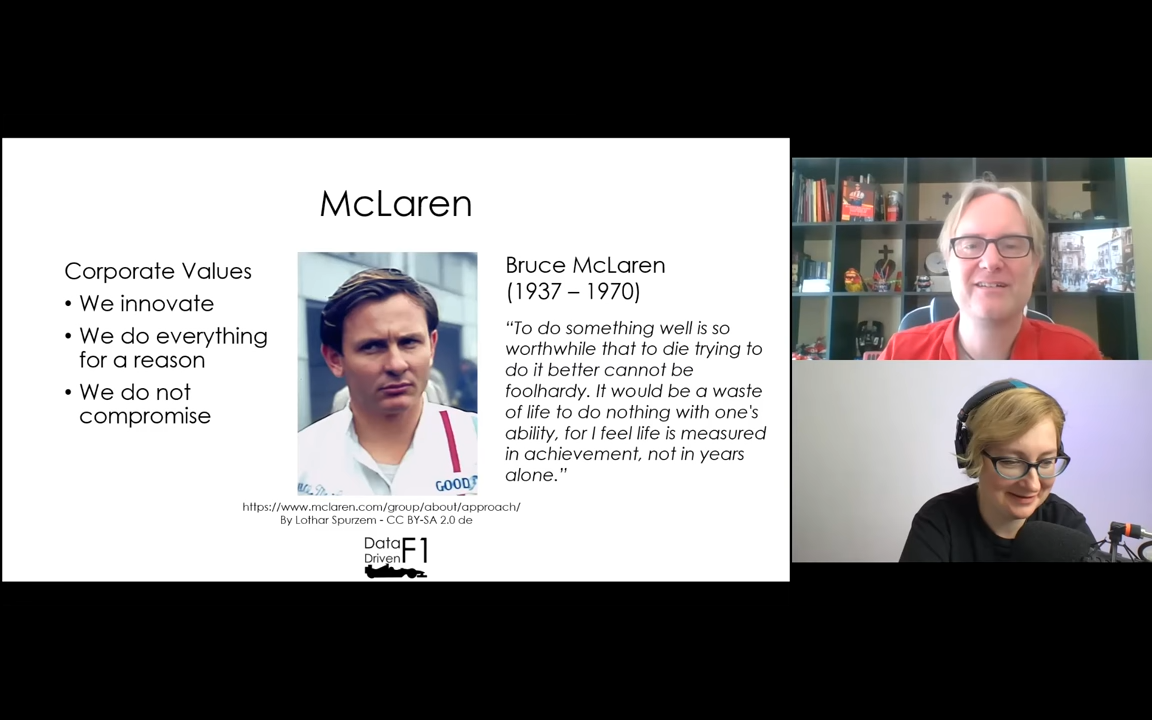 McLaren
Corporate Values
• We innovate
• We do everything
for a reason
• We do not
compromise
GOOD
Bruce McLaren
(1937 – 1970)
“To do something well is so
worthwhile that to die trying to
do it better cannot be
foolhardy. It would be a waste
of life to do nothing with one's
ability, for I feel life is measured
in achievement, not in years
alone.”
https://www.mclaren.com/group/about/approach/
By Lothar Spurzem - CC BY-SA 2.0 de
Data
Driven
F1